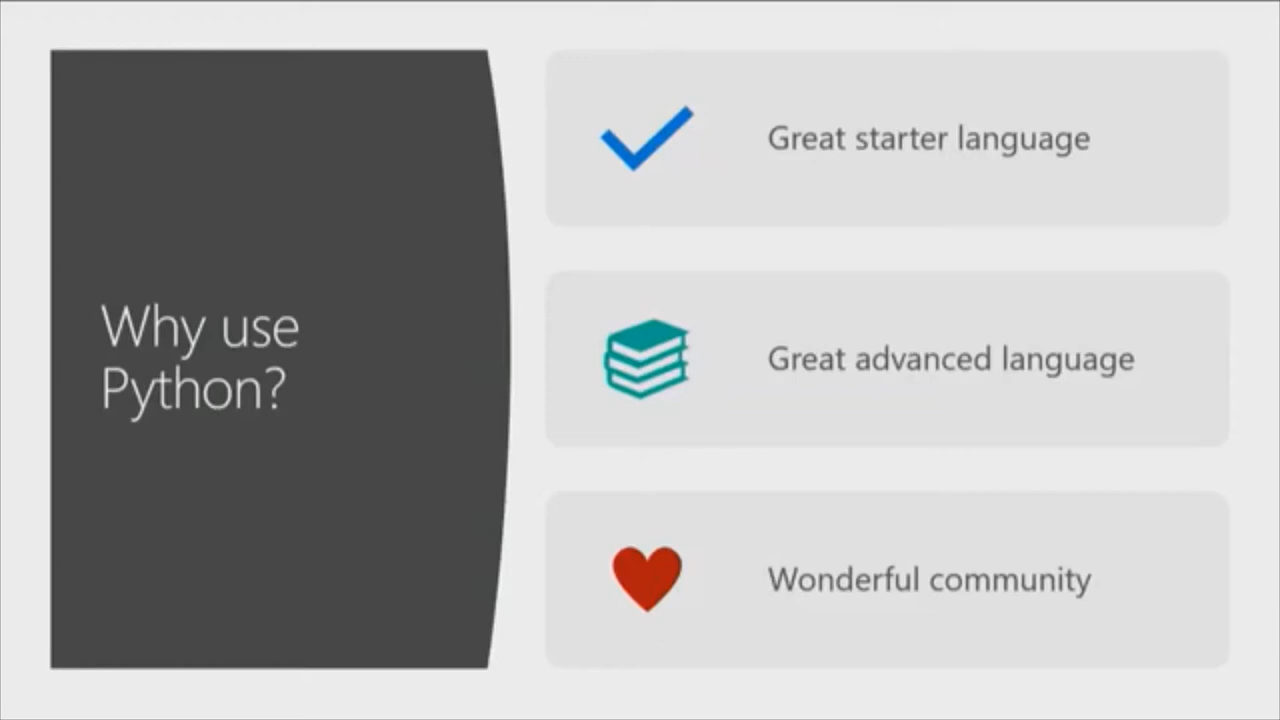 Why use
Python?
Great starter language
Great advanced language
Wonderful community